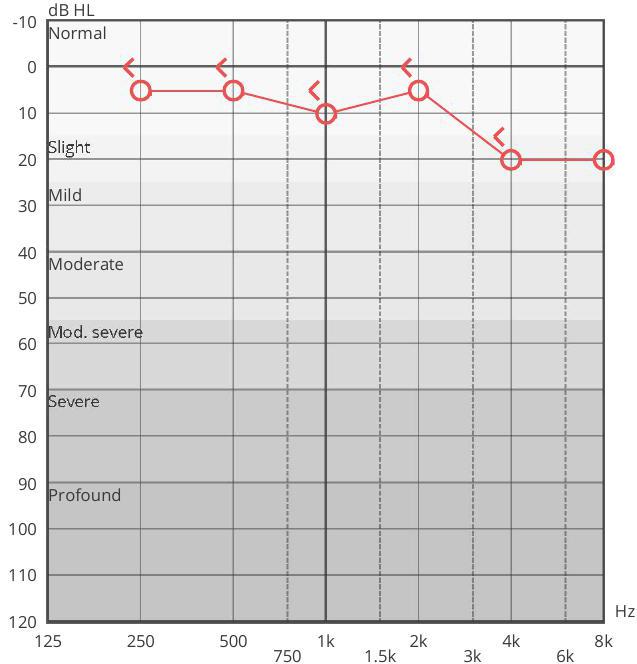 dB HL
-10
Normal
0
10
Slight
20
Mild
30
40
Moderate
50
Mod. severe
60
70
Severe
80
90
Profound
100
110
120
Hz
125 250 500 1k 2k 4k 8k
750 1.5k 3k 6k